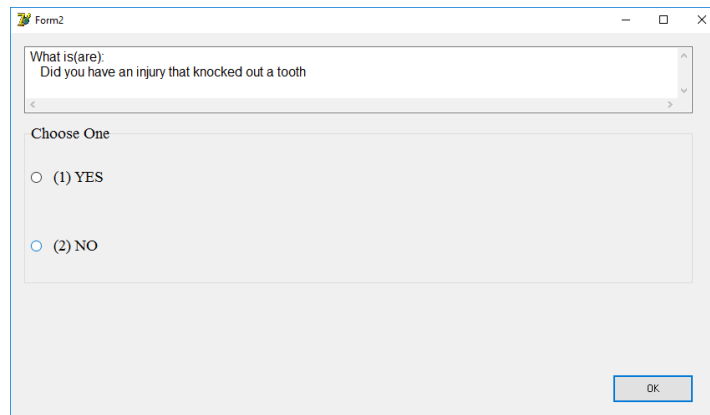 Form2
What is(are):
Did you have an injury that knocked out a tooth
Choose One
(1) YES
(2) NO
OK